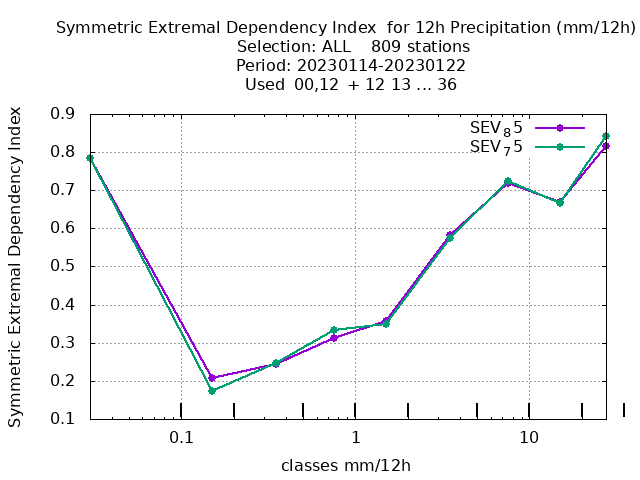 Symmetric Extremal Dependency Index  for 12h Precipitation (mm/12h)
Selection: ALL    809 stations
Period: 20230114-20230122
Used  00,12  + 12 13 ... 36
Symmetric Extremal Dependency Index
0.9
0.8
0.7
0.6
0.5
0.4
0.3
0.2
0.1
SEV₈5
SEV₇5
0.1 1 10
classes mm/12h